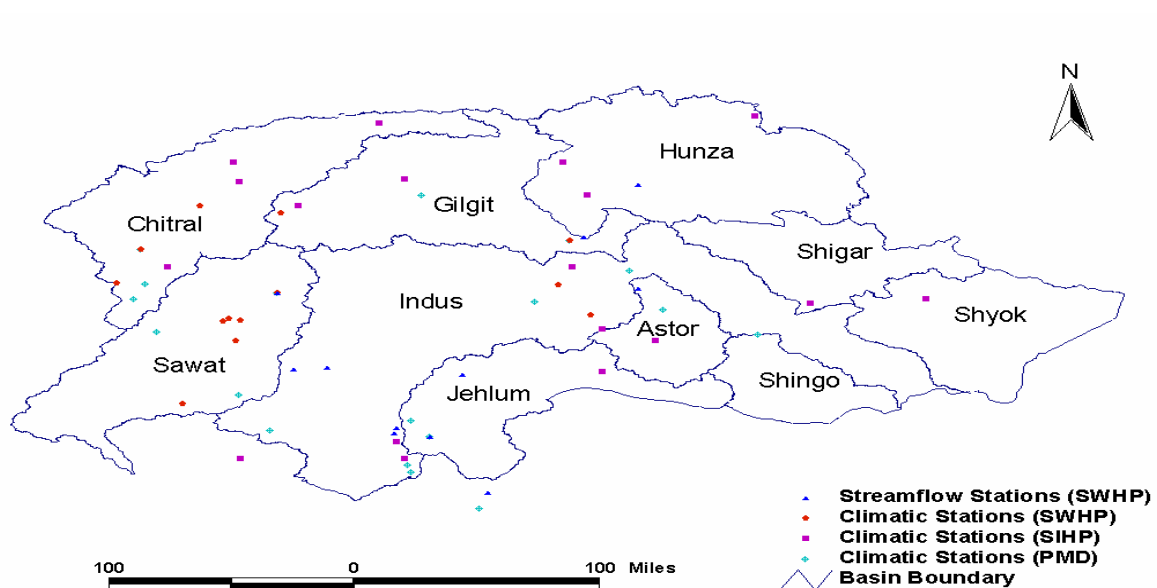 N
Hunza
Gilgit
Chitral
Shigar
Indus
Shyok
Astor
Sawat
Shingo
Jehlum
Streamflow Stations (SWHP)
Climatic Stations (SWHP)
Climatic Stations (SIHP)
Climatic Stations (PMD)
Basin Boundary
100 0 100 Miles